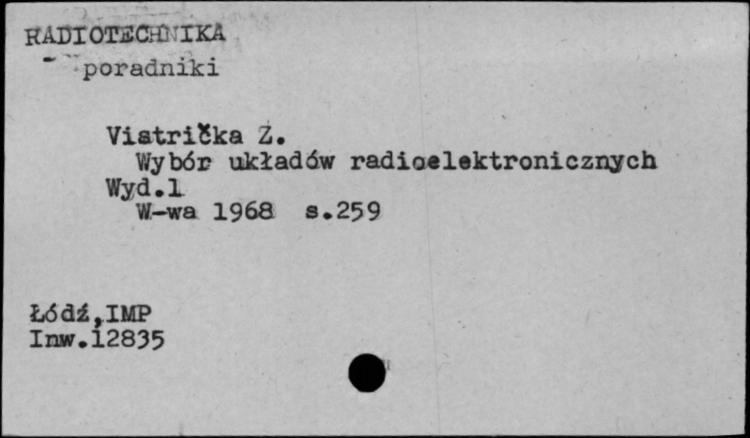 RADIOTECHNIKA
- poradniki
Vistrička Z.
Wybór układów radioelektronicznych
Wyd.1
W-wa 1968 s.259
Łódź,IMP
Inw.12835